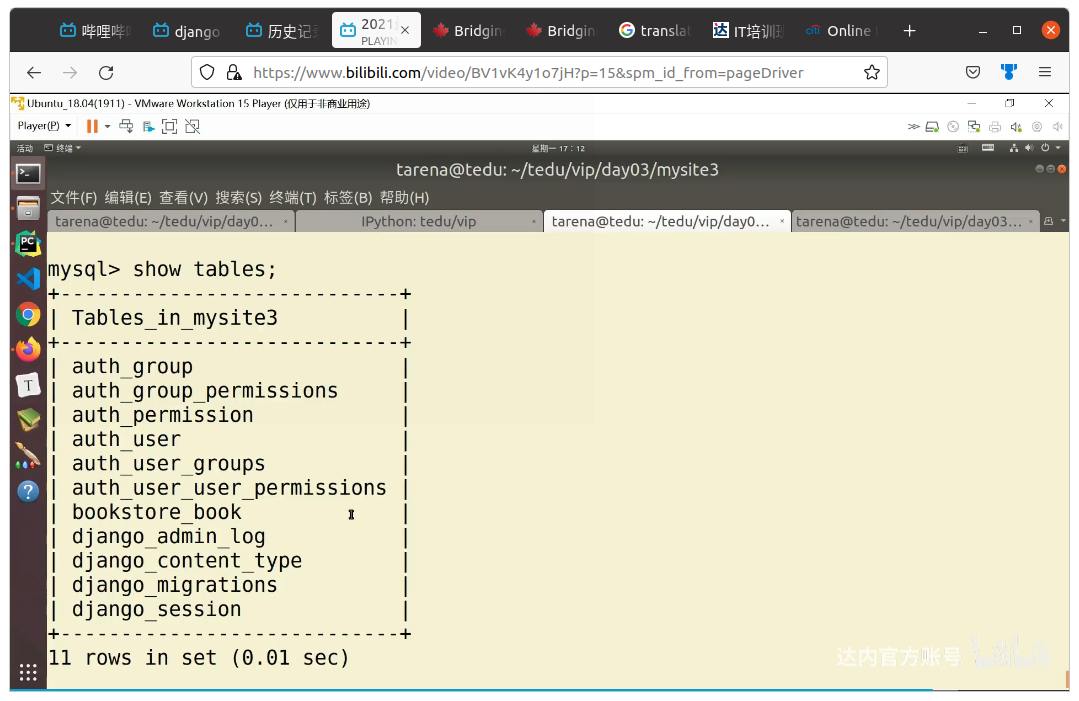 哔哩哔哩 django 历史记录 2021 PLAYIN Bridgin Bridgin translat IT培训班 Online
https://www.bilibili.com/video/BV1vK4y1o7jH?p=15&spm_id_from=pageDriver
Ubuntu_18.04(1911) - VMware Workstation 15 Player (仅用于非商业用途)
Player(P)
活动 终端 星期一 17：12
tarena@tedu: ~/tedu/vip/day03/mysite3
文件(F) 编辑(E) 查看(V) 搜索(S) 终端(T) 标签(B) 帮助(H)
tarena@tedu: ~/tedu/vip/day0... × IPython: tedu/vip × tarena@tedu: ~/tedu/vip/day0... × tarena@tedu: ~/tedu/vip/day03... ×
mysql> show tables;
+----------------------------+
| Tables_in_mysite3          |
+----------------------------+
| auth_group                 |
| auth_group_permissions     |
| auth_permission            |
| auth_user                  |
| auth_user_groups           |
| auth_user_user_permissions |
| bookstore_book             |
| django_admin_log           |
| django_content_type        |
| django_migrations          |
| django_session             |
+----------------------------+
11 rows in set (0.01 sec)
达内官方账号